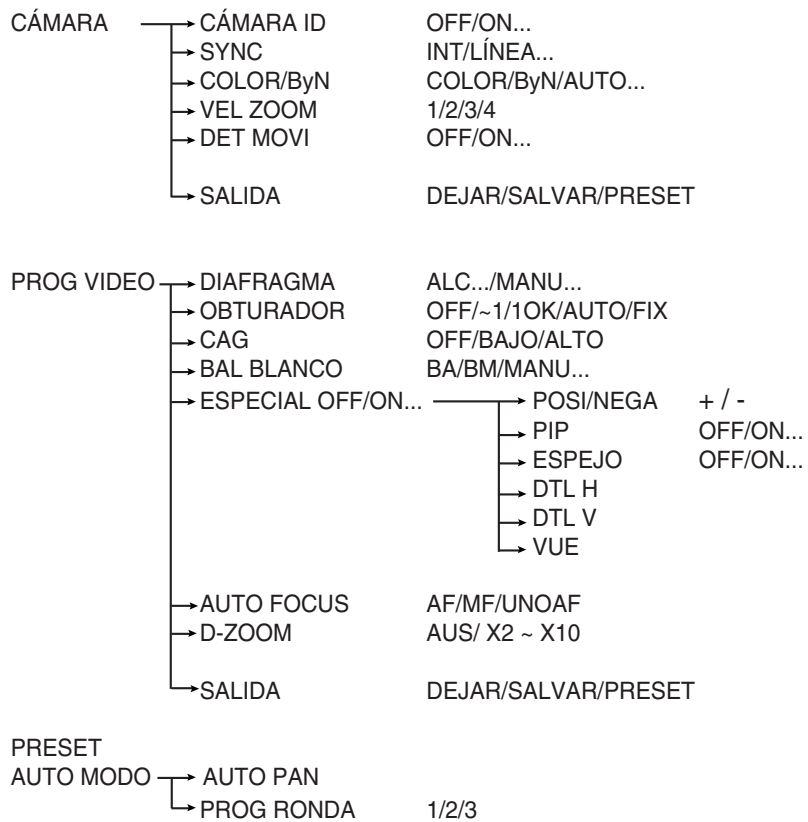 CÁMARA CÁMARA ID OFF/ON...
SYNC INT/LÍNEA...
COLOR/ByN COLOR/ByN/AUTO...
VEL ZOOM 1/2/3/4
DET MOVI OFF/ON...
SALIDA DEJAR/SALVAR/PRESET
PROG VIDEO DIAFRAGMA ALC.../MANU...
OBTURADOR OFF/~1/1OK/AUTO/FIX
CAG OFF/BAJO/ALTO
BAL BLANCO BA/BM/MANU...
ESPECIAL OFF/ON... POSI/NEGA + / -
PIP OFF/ON...
ESPEJO OFF/ON...
DTL H
DTL V
VUE
AUTO FOCUS AF/MF/UNOAF
D-ZOOM AUS/ X2 ~ X10
SALIDA DEJAR/SALVAR/PRESET
PRESET
AUTO MODO AUTO PAN
PROG RONDA 1/2/3